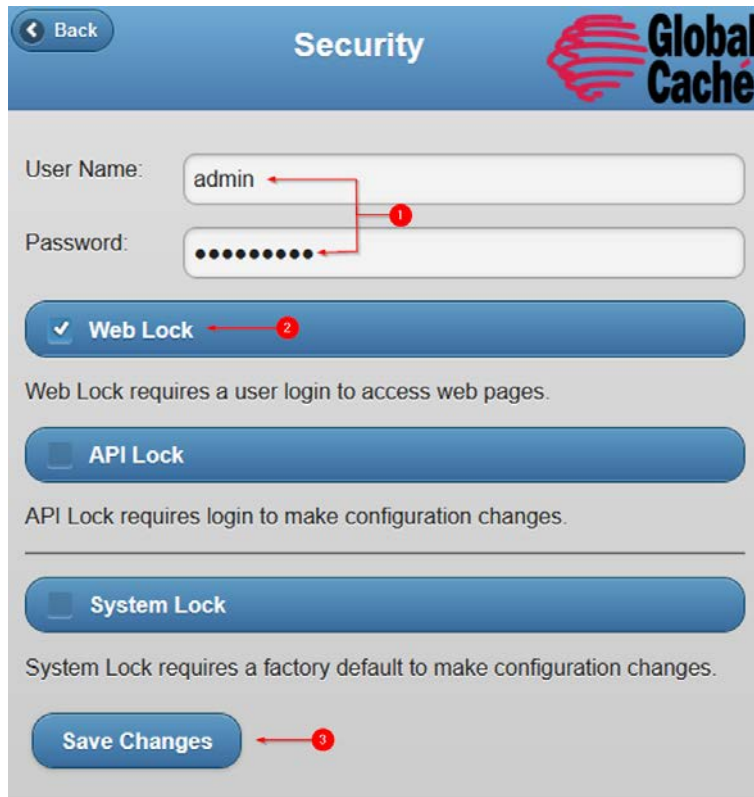 Back
Security
Global
Caché
User Name:
admin
1
Password:
•••••••••
Web Lock
2
Web Lock requires a user login to access web pages.
API Lock
API Lock requires login to make configuration changes.
System Lock
System Lock requires a factory default to make configuration changes.
Save Changes
3